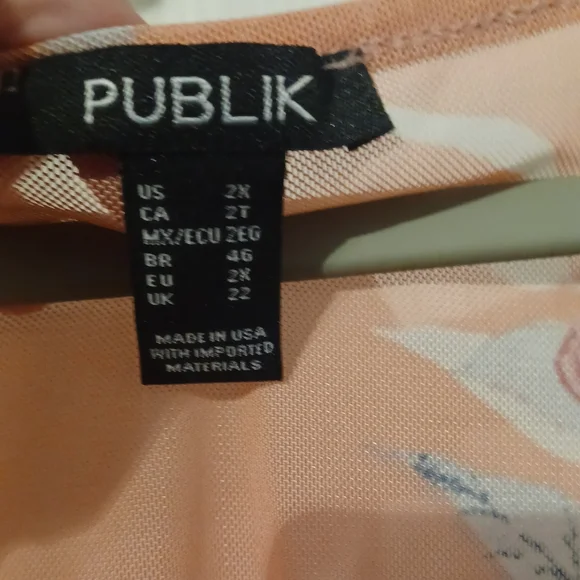 PUBLIK
US 2X
CA 2T
MX/ECU 2EG
BR 46
EU 2X
UK 22
MADE IN USA
WITH IMPORTED
MATERIALS